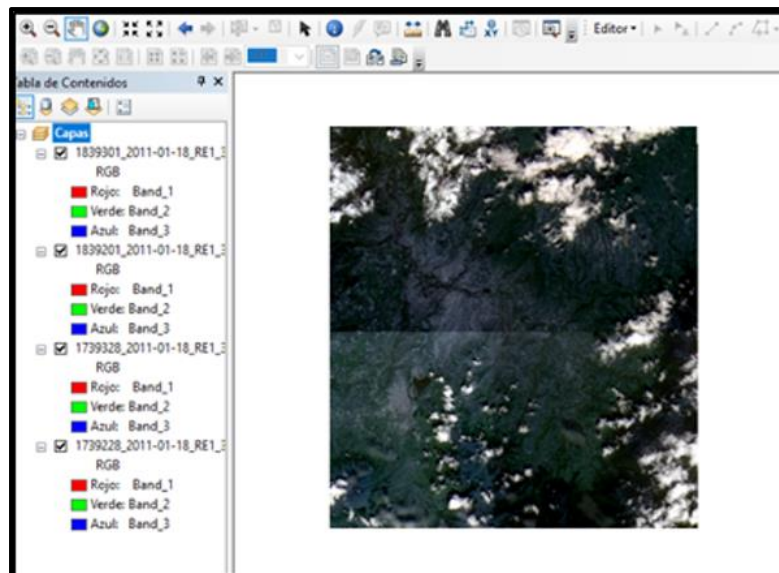 Editor
Tabla de Contenidos
Capas
1839301_2011-01-18_RE1_3
RGB
Rojo: Band_1
Verde: Band_2
Azul: Band_3
1839201_2011-01-18_RE1_3
RGB
Rojo: Band_1
Verde: Band_2
Azul: Band_3
1739328_2011-01-18_RE1_3
RGB
Rojo: Band_1
Verde: Band_2
Azul: Band_3
1739228_2011-01-18_RE1_3
RGB
Rojo: Band_1
Verde: Band_2
Azul: Band_3